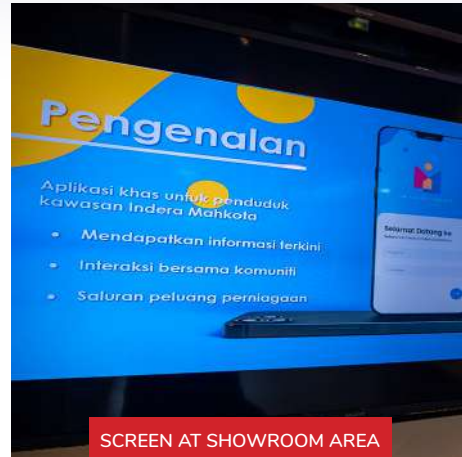 Pengenalan
Aplikasi khas untuk penduduk
kawasan Indera Mahkota
• Mendapatkan informasi terkini
• Interaksi bersama komuniti
• Saluran peluang perniagaan
Selamat Datang ke
SCREEN AT SHOWROOM AREA